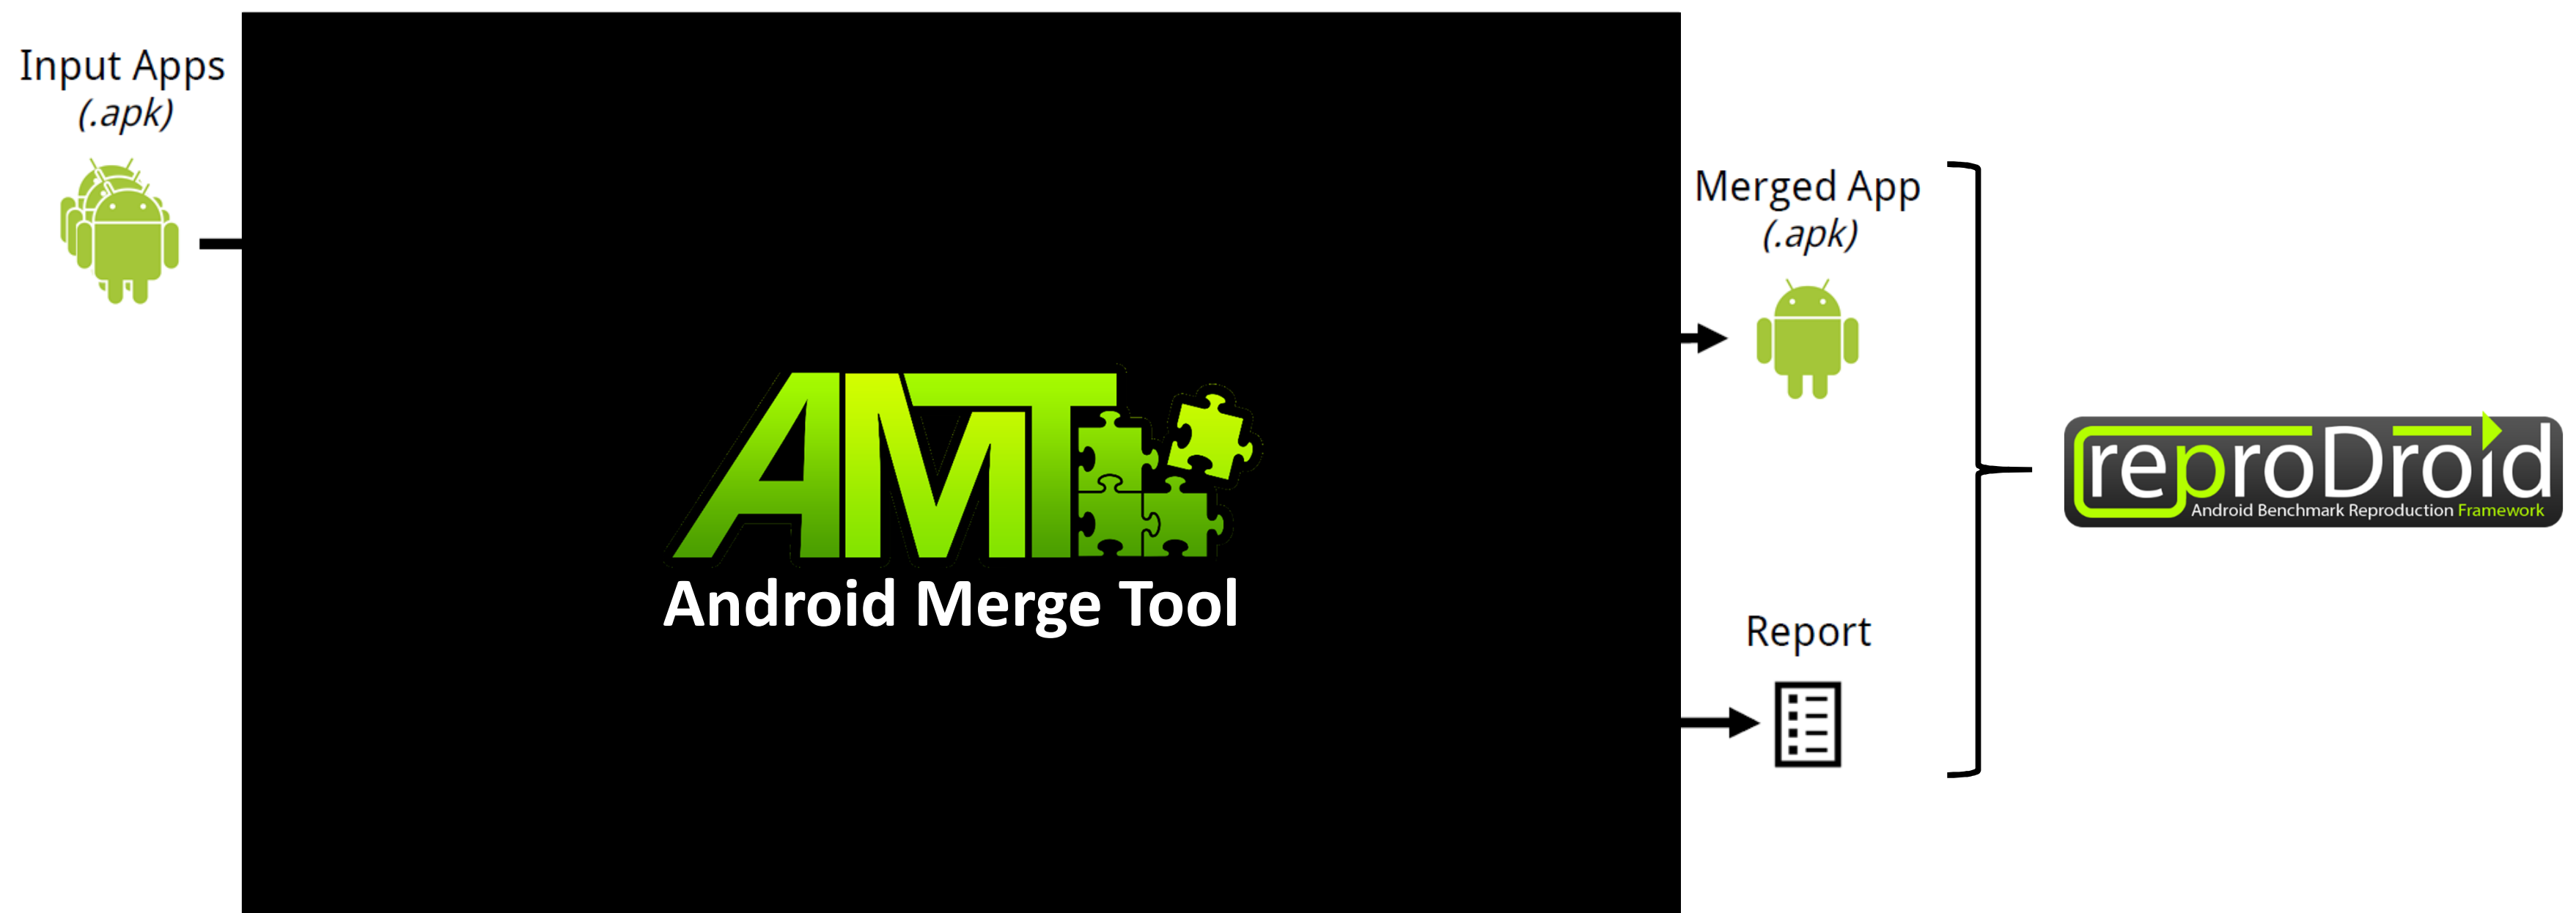 Input Apps
(.apk)
AMT
Android Merge Tool
Merged App
(.apk)
Report
reproDroid
Android Benchmark Reproduction Framework